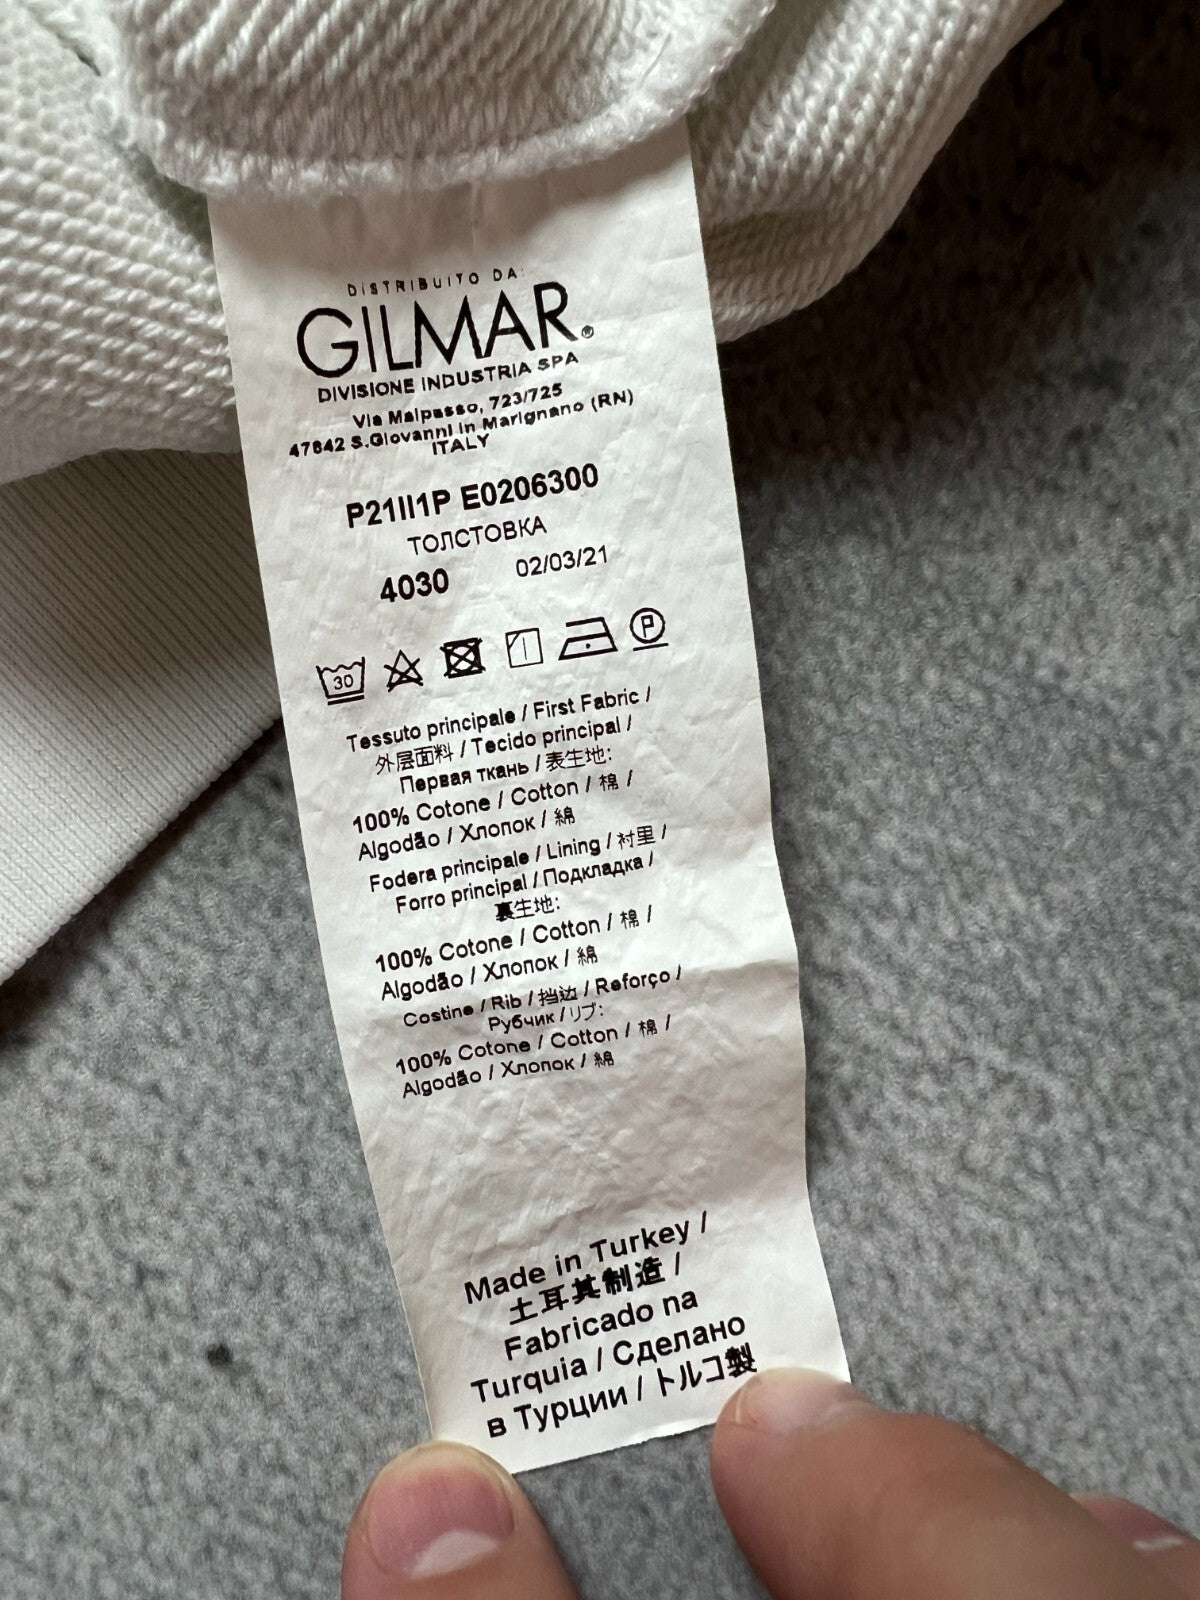 DISTRIBUITO DA:
GILMAR®
DIVISIONE INDUSTRIA SPA
Via Malpasso, 723/725
47842 S.Giovanni in Marignano (RN)
ITALY
P21II1P E0206300
ТОЛСТОВКА
4030 02/03/21
30 P
Tessuto principale / First Fabric /
外层面料 / Tecido principal /
Первая ткань / 表生地:
100% Cotone / Cotton / 棉 /
Algodão / Хлопок / 綿
Fodera principale / Lining / 衬里 /
Forro principal / Подкладка /
裏生地:
100% Cotone / Cotton / 棉 /
Algodão / Хлопок / 綿
Costine / Rib / 挡边 / Reforço /
Рубчик / リブ:
100% Cotone / Cotton / 棉 /
Algodão / Хлопок / 綿
Made in Turkey /
土耳其制造 /
Fabricado na
Turquia / Сделано
в Турции / トルコ製